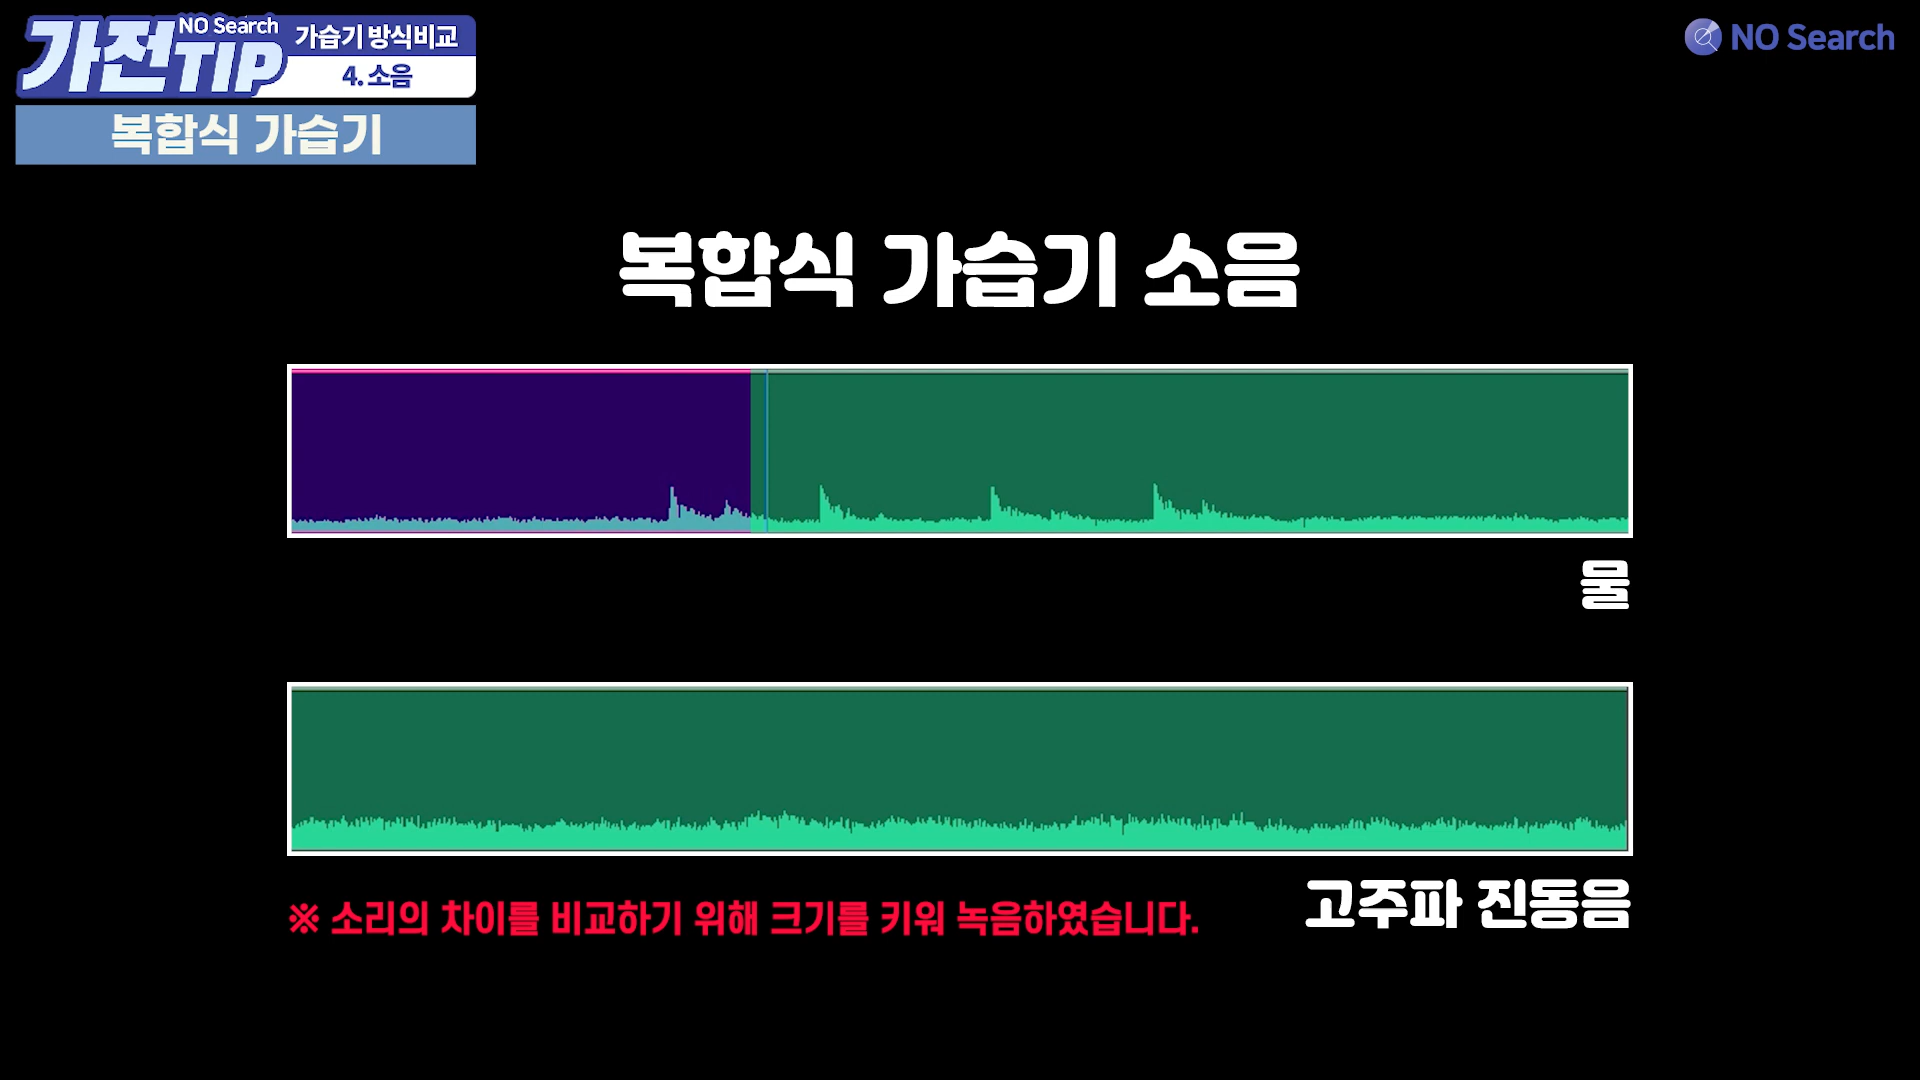 가전TIP
NO Search
가습기 방식비교
4. 소음
복합식 가습기
NO Search
복합식 가습기 소음
물
※ 소리의 차이를 비교하기 위해 크기를 키워 녹음하였습니다.
고주파 진동음